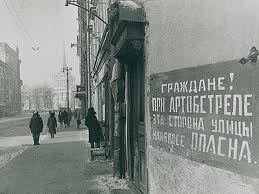 ГРАЖДАНЕ!
ПРИ АРТОБСТРЕЛЕ
ЭТА СТОРОНА УЛИЦЫ
НАИБОЛЕЕ ОПАСНА